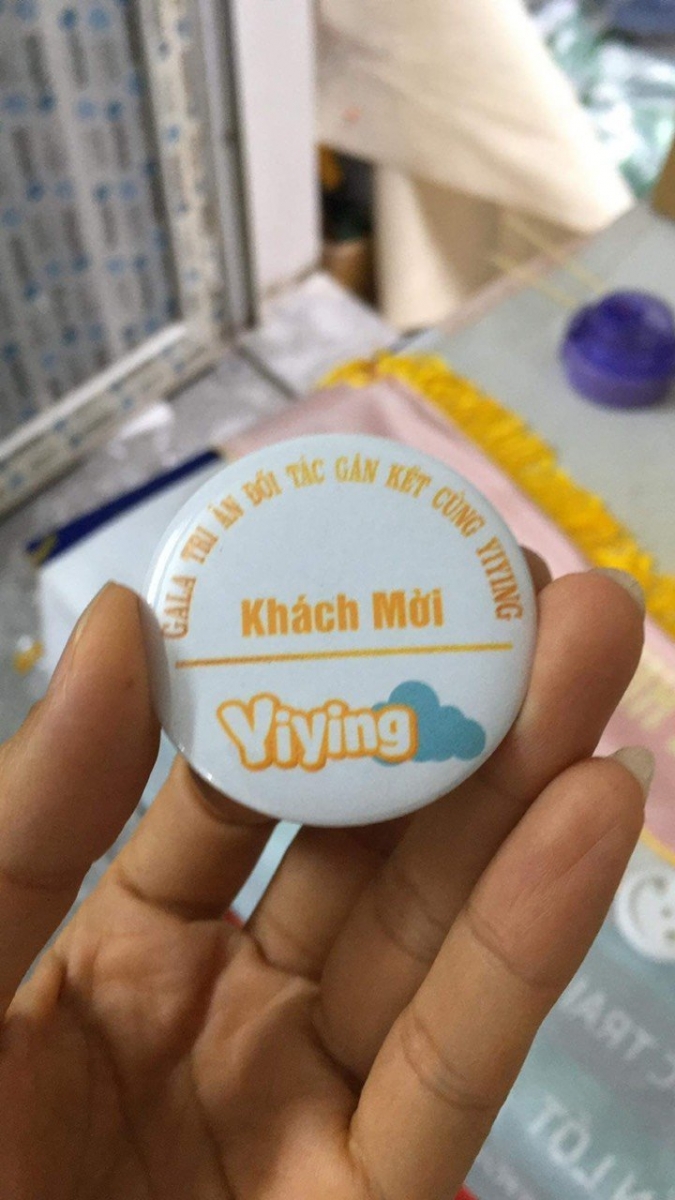 GALA TRI ÂN ĐỐI TÁC GẮN KẾT CÙNG YIYING
Khách Mời
Yiying